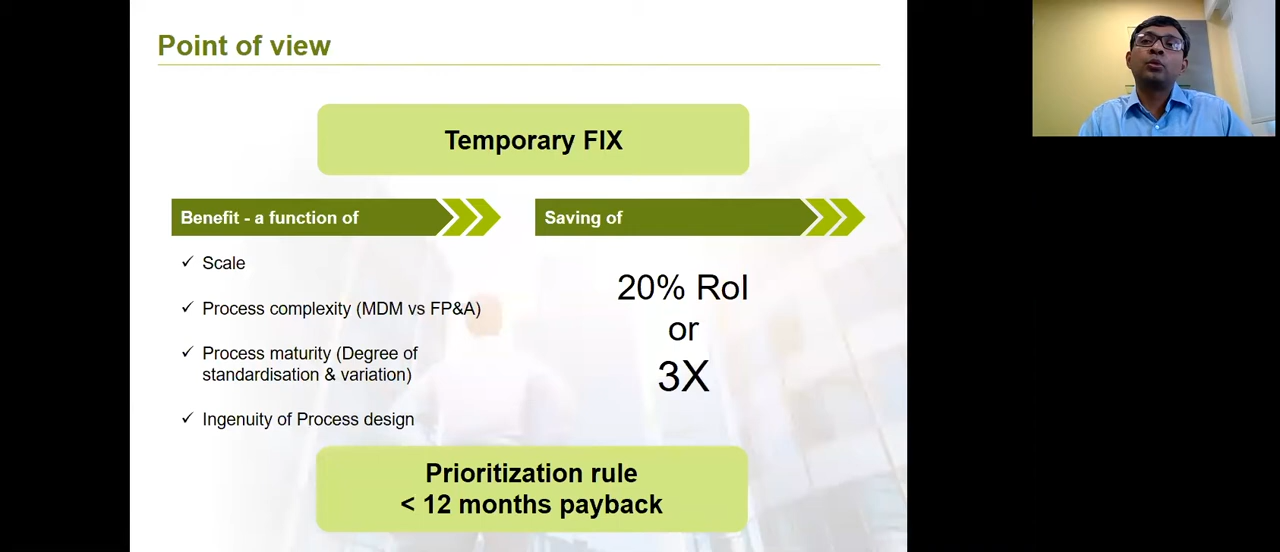 Point of view
Temporary FIX
Benefit - a function of
Scale
Process complexity (MDM vs FP&A)
Process maturity (Degree of
standardisation & variation)
Ingenuity of Process design
Saving of
20% RoI
or
3X
Prioritization rule
< 12 months payback